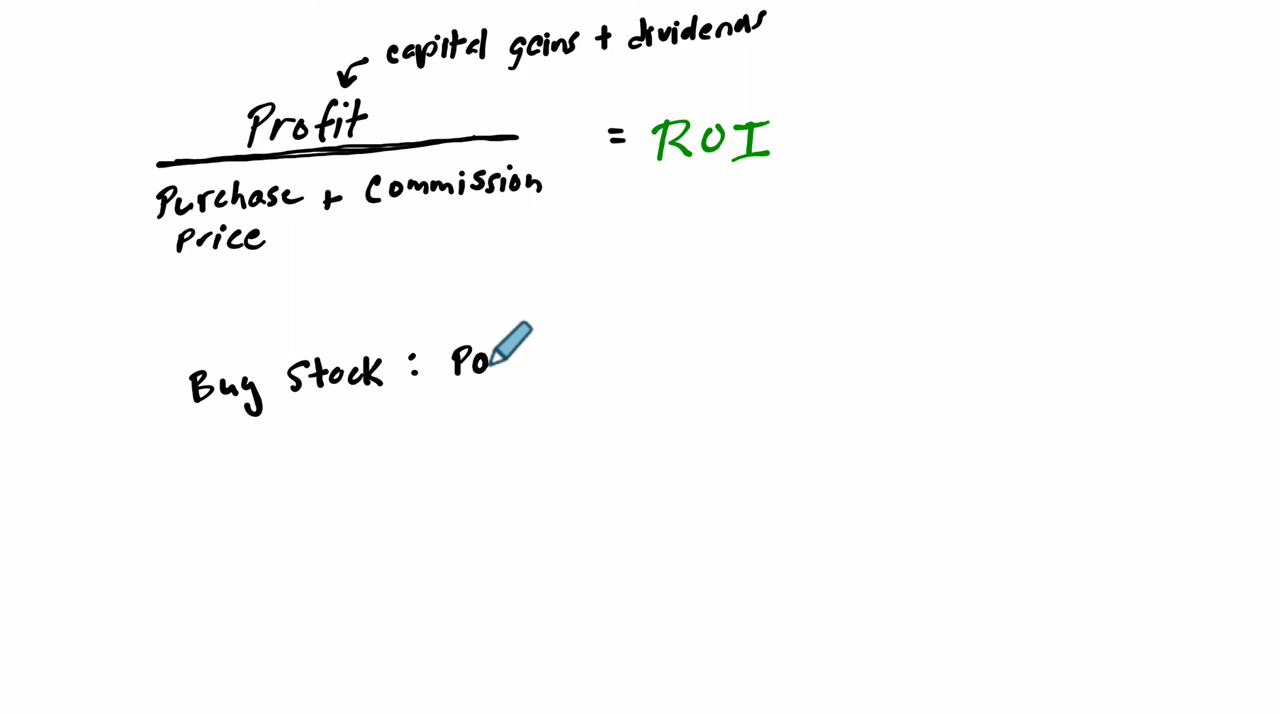 capital gains + dividends
Profit
= ROI
Purchase + Commission
Price
Buy Stock : Po